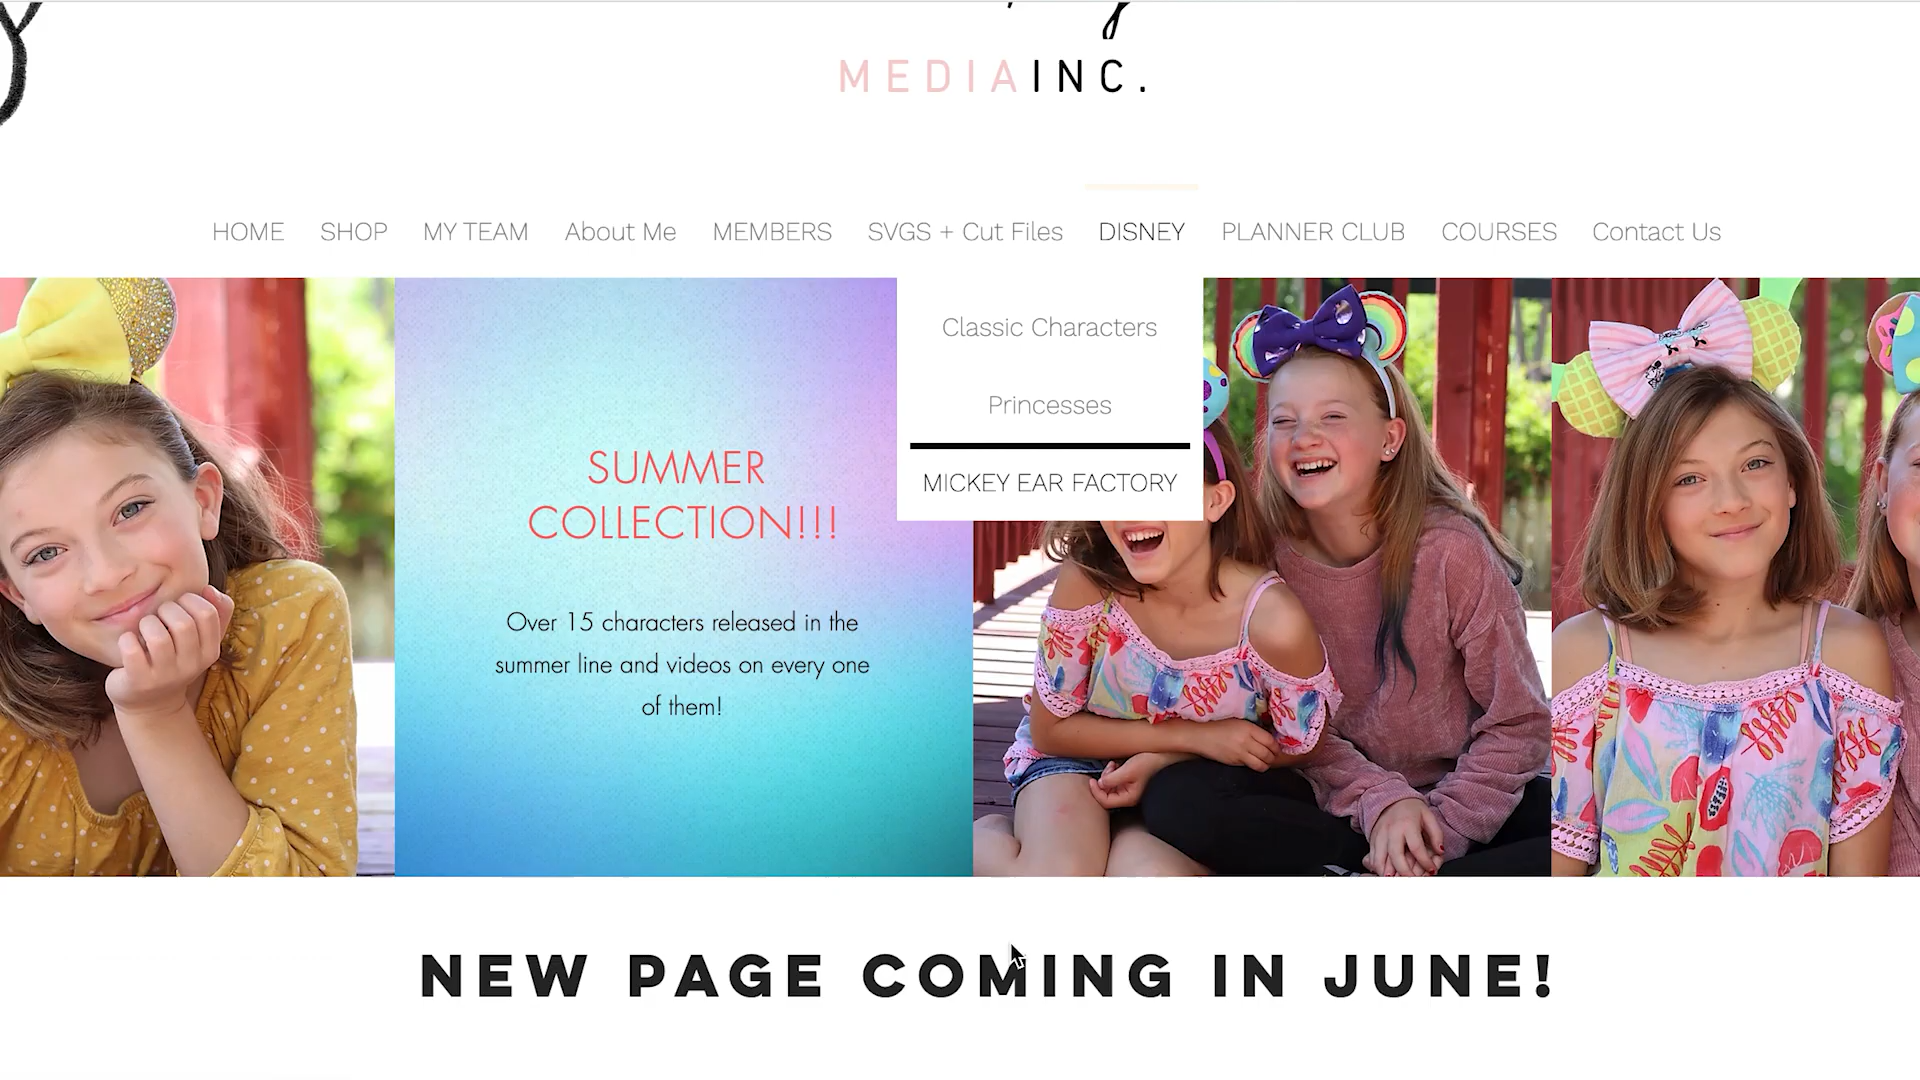 MEDIAINC.
HOME SHOP MY TEAM About Me MEMBERS SVGS + Cut Files DISNEY PLANNER CLUB COURSES Contact Us
Classic Characters
Princesses
MICKEY EAR FACTORY
SUMMER
COLLECTION!!!
Over 15 characters released in the
summer line and videos on every one
of them!
NEW PAGE COMING IN JUNE!